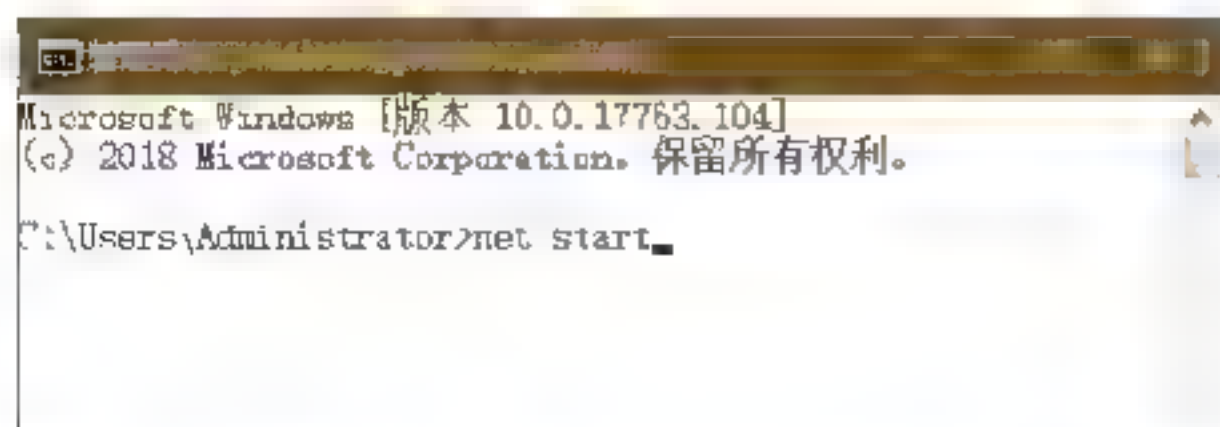 Microsoft Windows [版本 10.0.17763.104]
(c) 2018 Microsoft Corporation。保留所有权利。
C:\Users\Administrator>net start